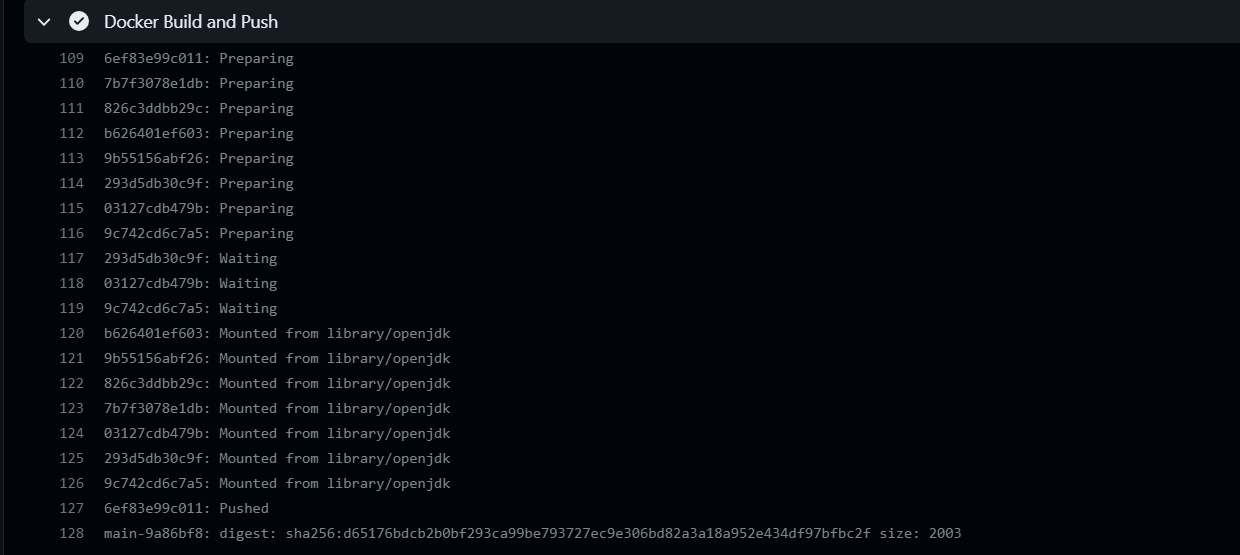 Docker Build and Push
109 6ef83e99c011: Preparing
110 7b7f3078e1db: Preparing
111 826c3ddbb29c: Preparing
112 b626401ef603: Preparing
113 9b55156abf26: Preparing
114 293d5db30c9f: Preparing
115 03127cdb479b: Preparing
116 9c742cd6c7a5: Preparing
117 293d5db30c9f: Waiting
118 03127cdb479b: Waiting
119 9c742cd6c7a5: Waiting
120 b626401ef603: Mounted from library/openjdk
121 9b55156abf26: Mounted from library/openjdk
122 826c3ddbb29c: Mounted from library/openjdk
123 7b7f3078e1db: Mounted from library/openjdk
124 03127cdb479b: Mounted from library/openjdk
125 293d5db30c9f: Mounted from library/openjdk
126 9c742cd6c7a5: Mounted from library/openjdk
127 6ef83e99c011: Pushed
128 main-9a86bf8: digest: sha256:d65176bdcb2b0bf293ca99be793727ec9e306bd82a3a18a952e434df97bfbc2f size: 2003